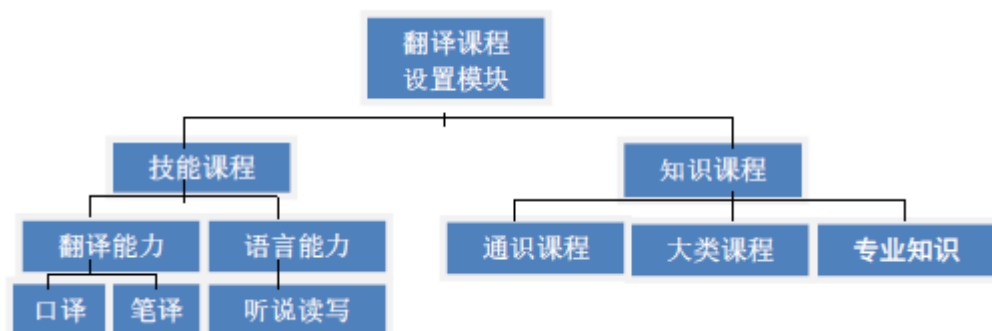 翻译课程
设置模块
技能课程
知识课程
翻译能力
语言能力
通识课程
大类课程
专业知识
口译
笔译
听说读写